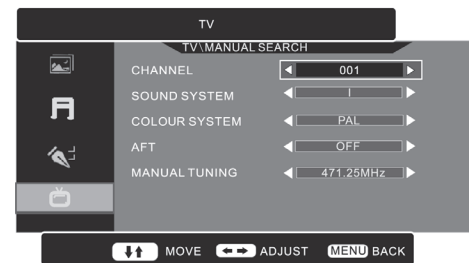 TV
TV\MANUAL SEARCH
CHANNEL 001
SOUND SYSTEM I
COLOUR SYSTEM PAL
AFT OFF
MANUAL TUNING 471.25MHz
MOVE ADJUST MENU BACK